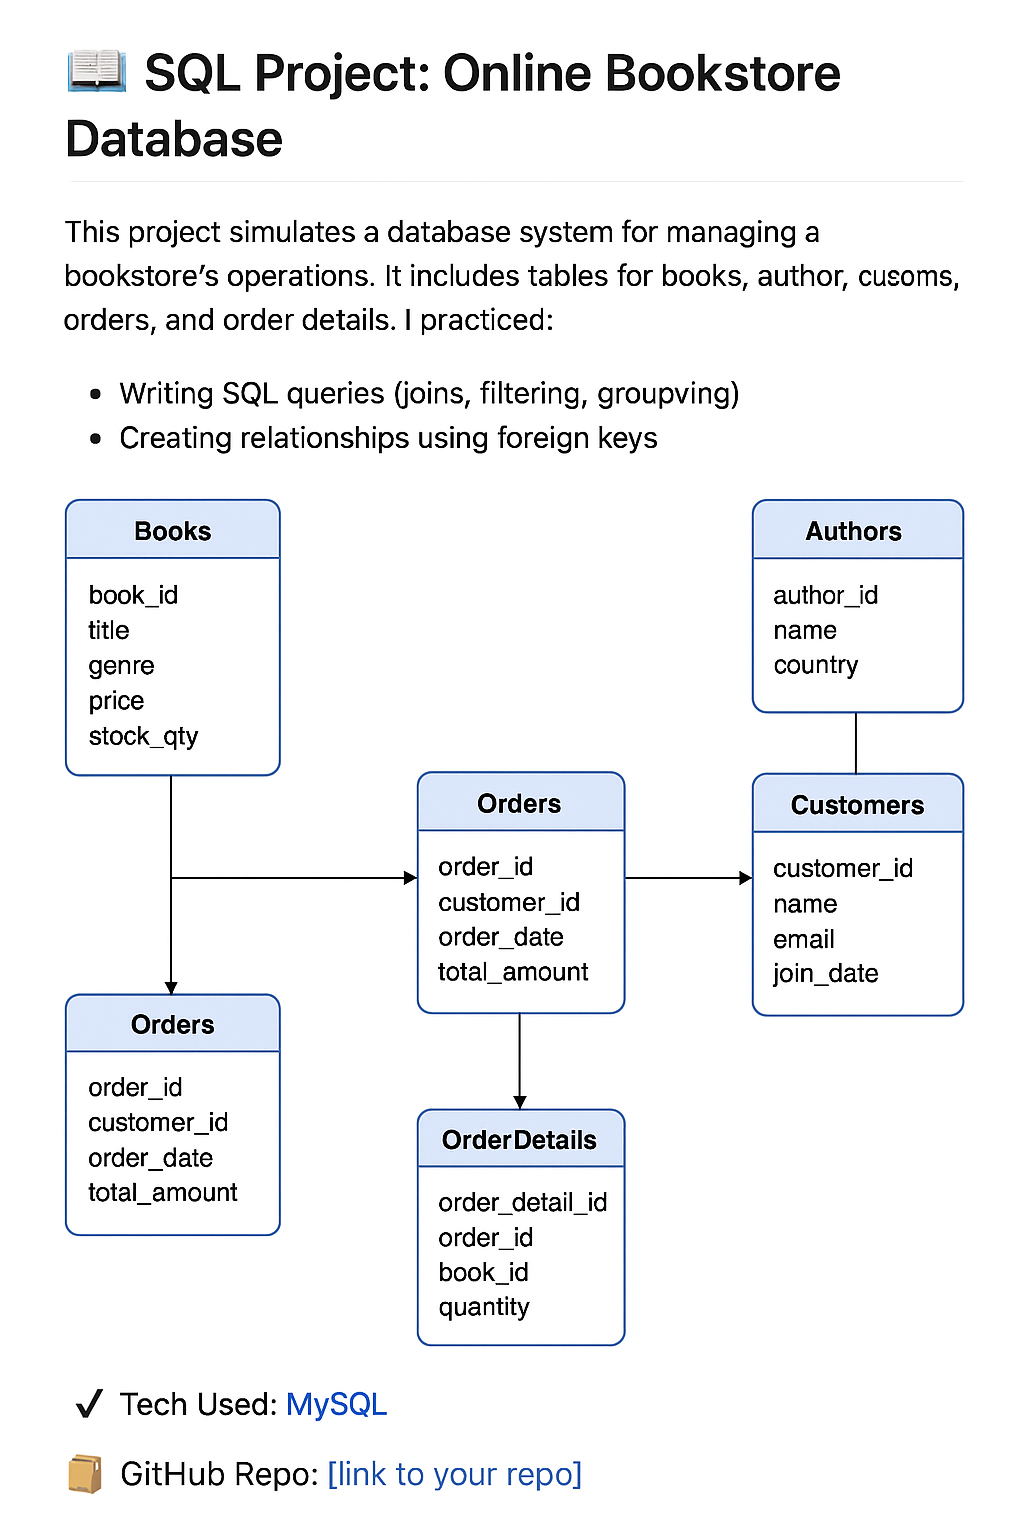 SQL Project: Online Bookstore
Database
This project simulates a database system for managing a
bookstore’s operations. It includes tables for books, author, cusoms,
orders, and order details. I practiced:
• Writing SQL queries (joins, filtering, groupving)
• Creating relationships using foreign keys
Books
book_id
title
genre
price
stock_qty
Authors
author_id
name
country
Orders
order_id
customer_id
order_date
total_amount
Customers
customer_id
name
email
join_date
Orders
order_id
customer_id
order_date
total_amount
OrderDetails
order_detail_id
order_id
book_id
quantity
✓ Tech Used: MySQL
GitHub Repo: [link to your repo]